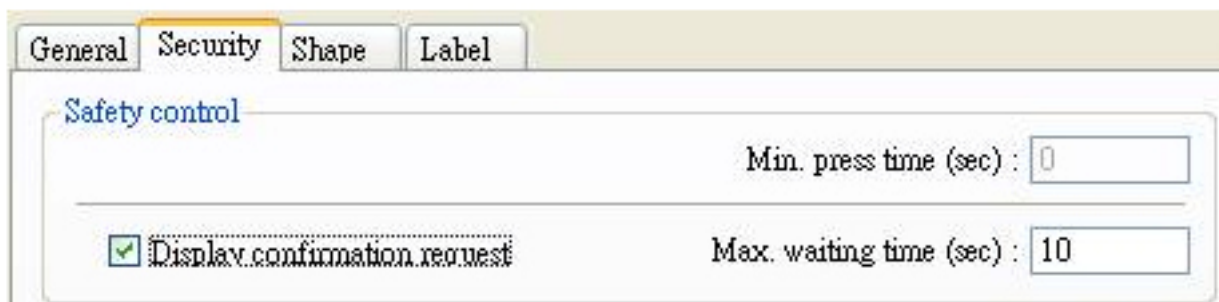 General Security Shape Label
Safety control
Min. press time (sec) : 0
Display confirmation request Max. waiting time (sec) : 10